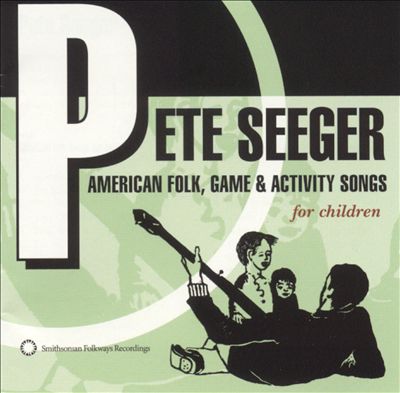 PETE SEEGER
AMERICAN FOLK, GAME & ACTIVITY SONGS
for children
Smithsonian Folkways Recordings